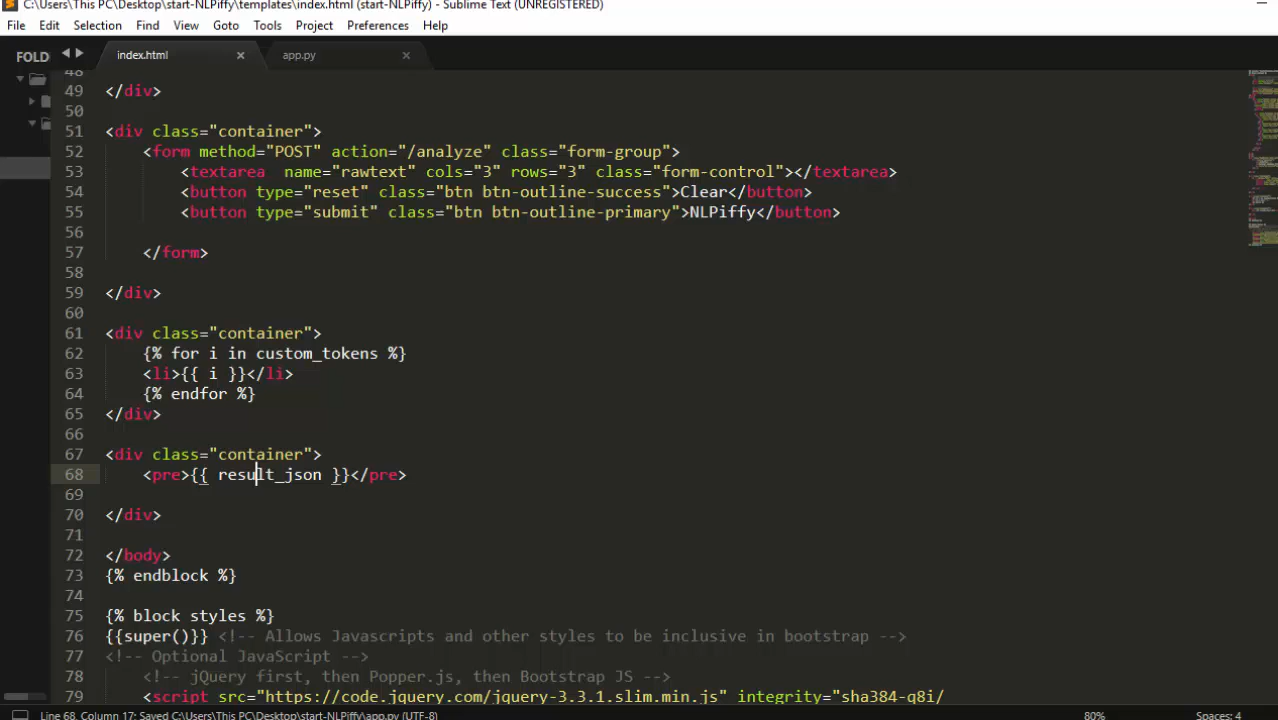 C:\Users\This PC\Desktop\start-NLPiffy\templates\index.html (start-NLPiffy) - Sublime Text (UNREGISTERED)
File Edit Selection Find View Goto Tools Project Preferences Help
FOLD
index.html
app.py
48
49 </div>
50
51 <div class="container">
52 <form method="POST" action="/analyze" class="form-group">
53 <textarea  name="rawtext" cols="3" rows="3" class="form-control"></textarea>
54 <button type="reset" class="btn btn-outline-success">Clear</button>
55 <button type="submit" class="btn btn-outline-primary">NLPiffy</button>
56
57 </form>
58
59 </div>
60
61 <div class="container">
62 {% for i in custom_tokens %}
63 <li>{{ i }}</li>
64 {% endfor %}
65 </div>
66
67 <div class="container">
68 <pre>{{ result_json }}</pre>
69
70 </div>
71
72 </body>
73 {% endblock %}
74
75 {% block styles %}
76 {{super()}} <!-- Allows Javascripts and other styles to be inclusive in bootstrap -->
77 <!-- Optional JavaScript -->
78 <!-- jQuery first, then Popper.js, then Bootstrap JS -->
79 <script src="https://code.jquery.com/jquery-3.3.1.slim.min.js" integrity="sha384-q8i/
Line 68, Column 17; Saved C:\Users\This PC\Desktop\start-NLPiffy\app.py (UTF-8)
80%
Spaces: 4